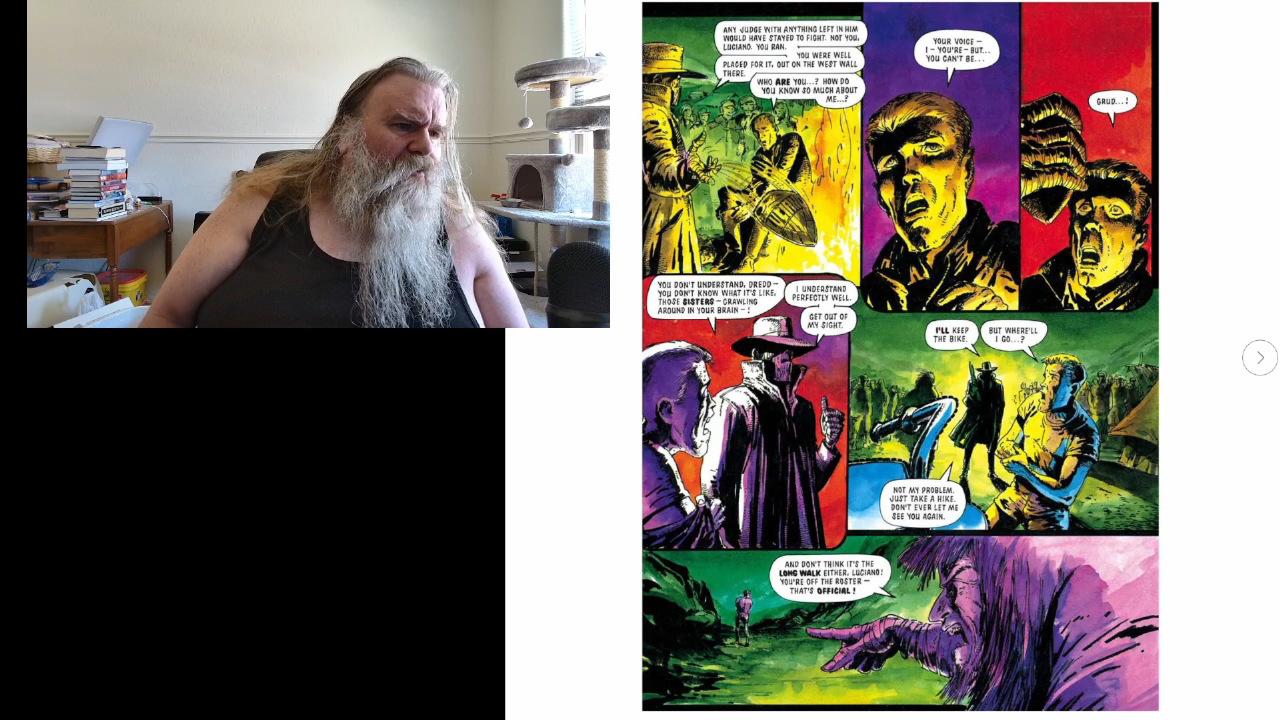 ANY JUDGE WITH ANYTHING LEFT IN HIM
WOULD HAVE STAYED TO FIGHT. NOT YOU,
LUCIANO. YOU RAN.
YOU WERE WELL
PLACED FOR IT, OUT ON THE WEST WALL
THERE.
WHO ARE YOU...? HOW DO
YOU KNOW SO MUCH ABOUT
ME...?
YOUR VOICE –
I – YOU'RE – BUT...
YOU CAN'T BE...
GRUD...!
YOU DON'T UNDERSTAND, DREDD –
YOU DON'T KNOW WHAT IT'S LIKE,
THOSE SISTERS – CRAWLING
AROUND IN YOUR BRAIN – !
I UNDERSTAND
PERFECTLY WELL.
GET OUT OF
MY SIGHT.
I'LL KEEP
THE BIKE.
BUT WHERE'LL
I GO...?
NOT MY PROBLEM.
JUST TAKE A HIKE.
DON'T EVER LET ME
SEE YOU AGAIN.
AND DON'T THINK IT'S THE
LONG WALK EITHER, LUCIANO!
YOU'RE OFF THE ROSTER –
THAT'S OFFICIAL!